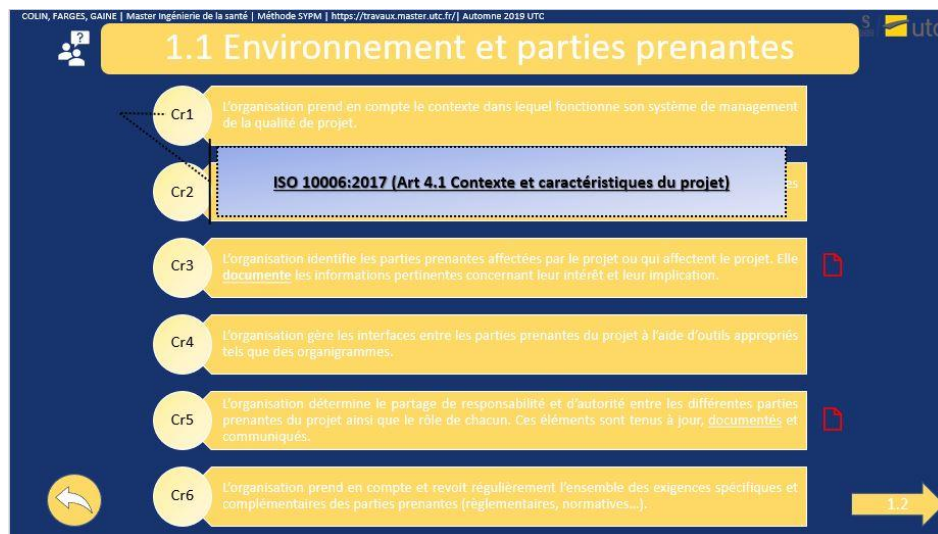 COLIN, FARGES, GAINE | Master Ingénierie de la santé | Méthode SYPM | https://travaux.master.utc.fr/| Automne 2019 UTC
utc
?
1.1 Environnement et parties prenantes
Cr1
L'organisation prend en compte le contexte dans lequel fonctionne son système de management
de la qualité de projet.
ISO 10006:2017 (Art 4.1 Contexte et caractéristiques du projet)
Cr2
Cr3
L'organisation identifie les parties prenantes affectées par le projet ou qui affectent le projet. Elle
documente les informations pertinentes concernant leur intérêt et leur implication.
Cr4
L'organisation gère les interfaces entre les parties prenantes du projet à l'aide d'outils appropriés
tels que des organigrammes.
Cr5
L'organisation détermine le partage de responsabilité et d'autorité entre les différentes parties
prenantes du projet ainsi que le rôle de chacun. Ces éléments sont tenus à jour, documentés et
communiqués.
Cr6
L'organisation prend en compte et revoit régulièrement l'ensemble des exigences spécifiques et
complémentaires des parties prenantes (règlementaires, normatives…).
1.2